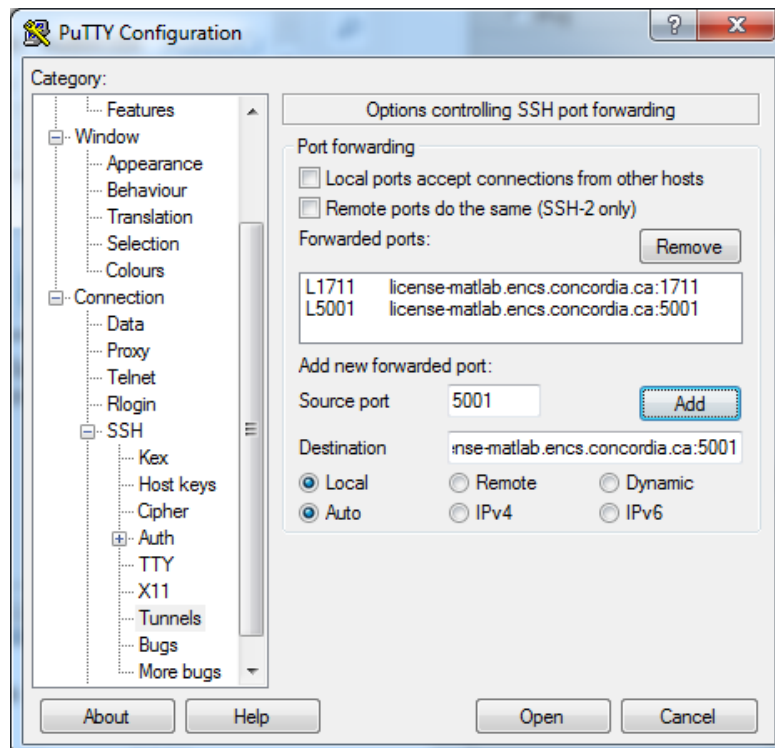 PuTTY Configuration
Category:
Features
Window
Appearance
Behaviour
Translation
Selection
Colours
Connection
Data
Proxy
Telnet
Rlogin
SSH
Kex
Host keys
Cipher
Auth
TTY
X11
Tunnels
Bugs
More bugs
Options controlling SSH port forwarding
Port forwarding
Local ports accept connections from other hosts
Remote ports do the same (SSH-2 only)
Forwarded ports:
Remove
L1711 license-matlab.encs.concordia.ca:1711
L5001 license-matlab.encs.concordia.ca:5001
Add new forwarded port:
Source port 5001 Add
Destination ense-matlab.encs.concordia.ca:5001
Local Remote Dynamic
Auto IPv4 IPv6
About Help Open Cancel